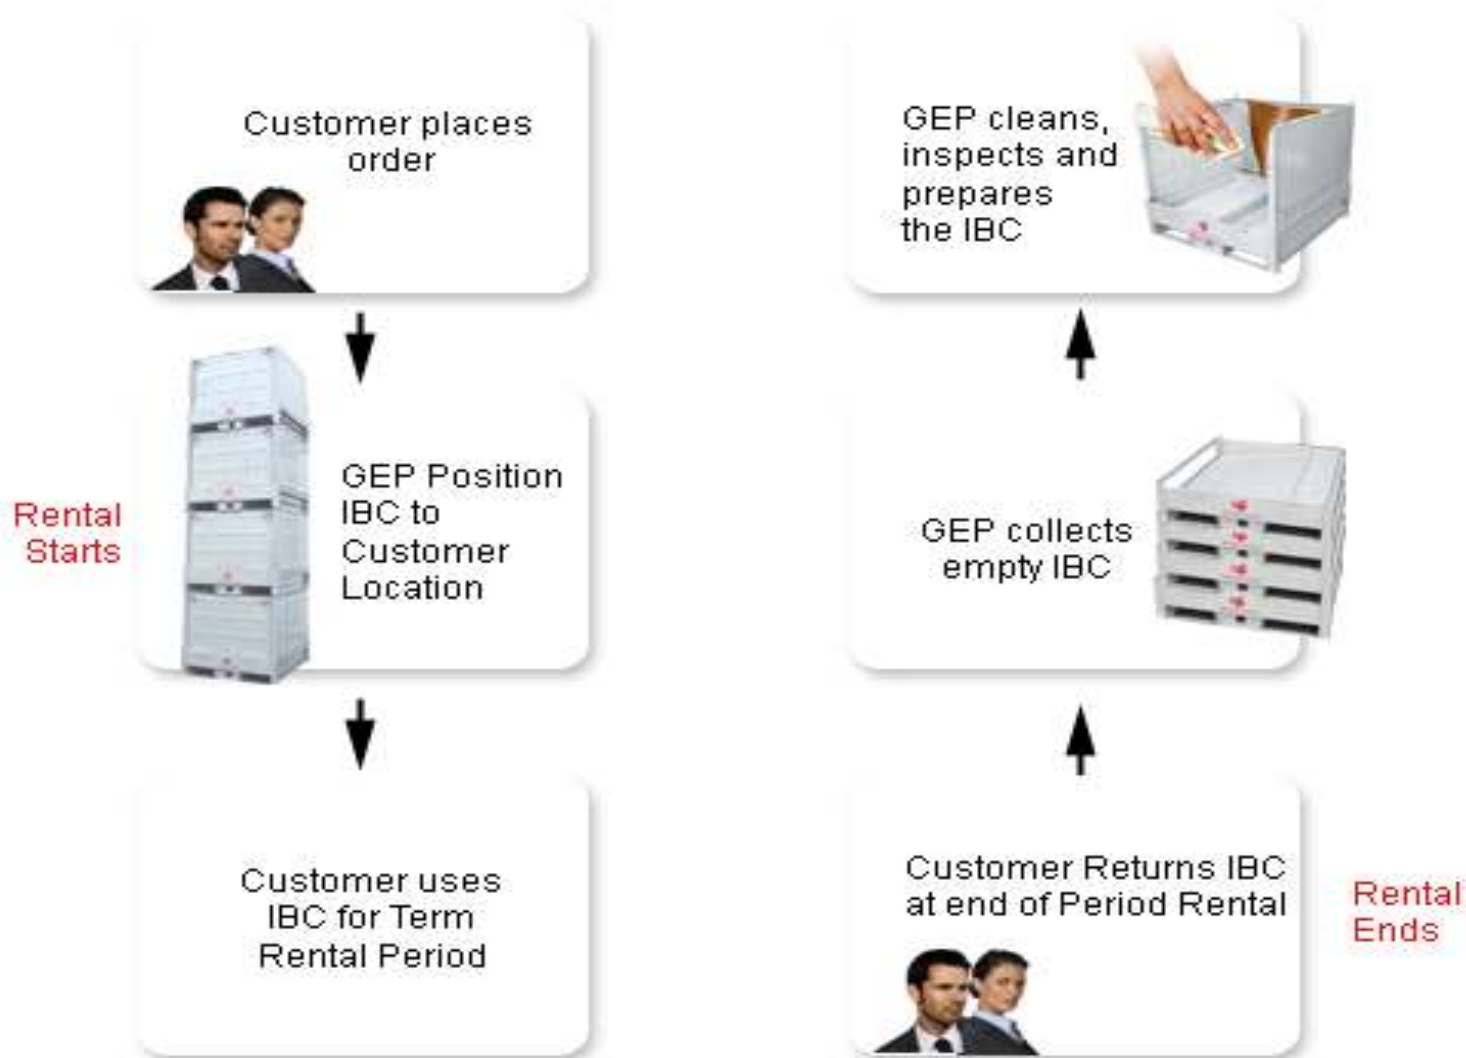 Customer places
order
Rental
Starts
GEP Position
IBC to
Customer
Location
Customer uses
IBC for Term
Rental Period
Customer Returns IBC
at end of Period Rental
Rental
Ends
GEP collects
empty IBC
GEP cleans,
inspects and
prepares
the IBC